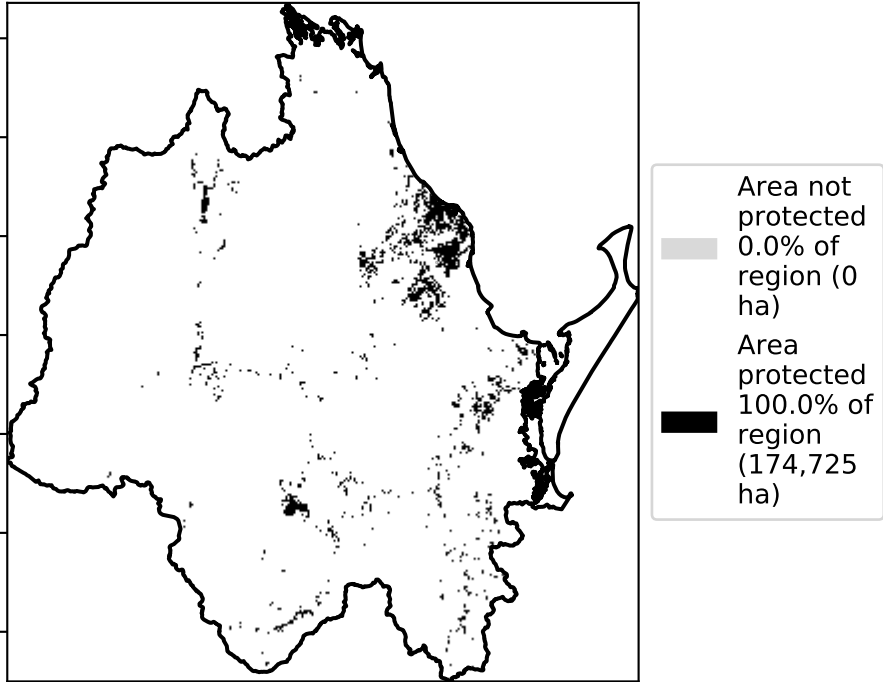 Area not
protected
0.0% of
region (0
ha)
Area
protected
100.0% of
region
(174,725
ha)